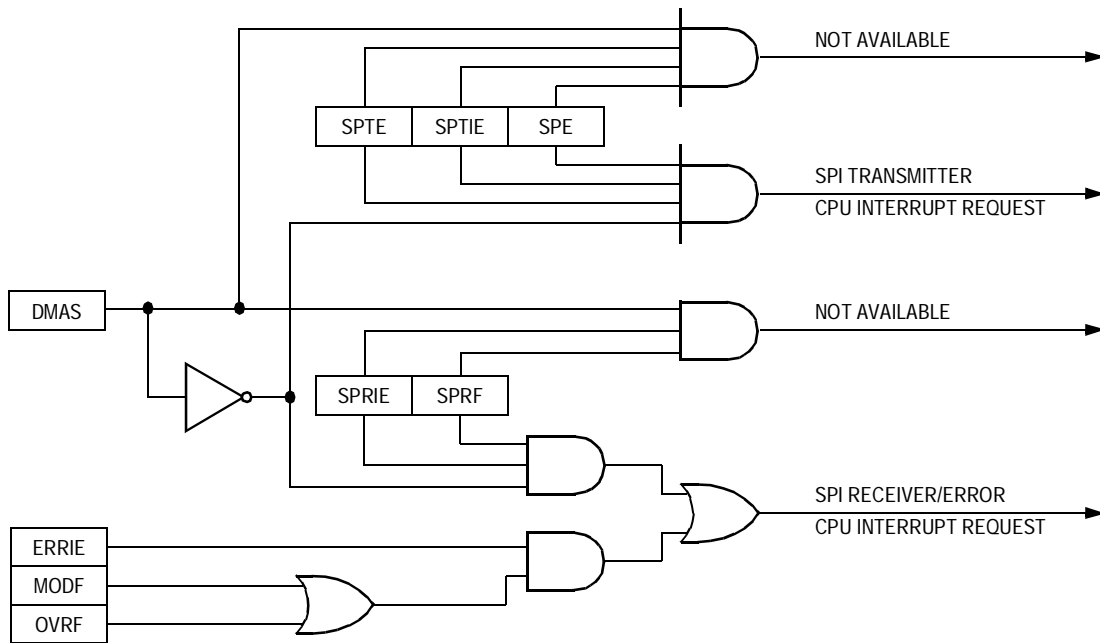 NOT AVAILABLE
SPTE
SPTIE
SPE
SPI TRANSMITTER
CPU INTERRUPT REQUEST
DMAS
NOT AVAILABLE
SPRIE
SPRF
SPI RECEIVER/ERROR
CPU INTERRUPT REQUEST
ERRIE
MODF
OVRF